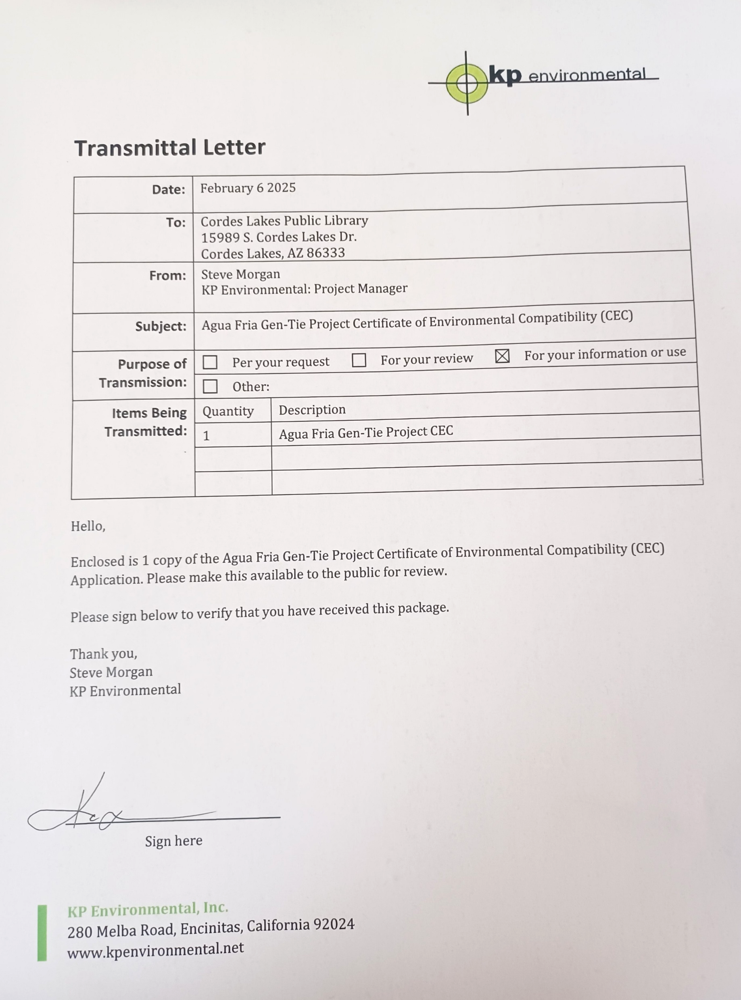 kp environmental
Transmittal Letter
Date: February 6 2025
To: Cordes Lakes Public Library
15989 S. Cordes Lakes Dr.
Cordes Lakes, AZ 86333
From: Steve Morgan
KP Environmental: Project Manager
Subject: Agua Fria Gen-Tie Project Certificate of Environmental Compatibility (CEC)
Purpose of Transmission: ☐ Per your request ☐ For your review ☒ For your information or use
☐ Other:
Items Being Transmitted: Quantity Description
1 Agua Fria Gen-Tie Project CEC
Hello,
Enclosed is 1 copy of the Agua Fria Gen-Tie Project Certificate of Environmental Compatibility (CEC)
Application. Please make this available to the public for review.
Please sign below to verify that you have received this package.
Thank you,
Steve Morgan
KP Environmental
Sign here
KP Environmental, Inc.
280 Melba Road, Encinitas, California 92024
www.kpenvironmental.net